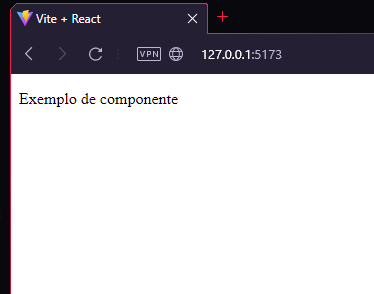 Vite + React
VPN
127.0.0.1:5173
Exemplo de componente